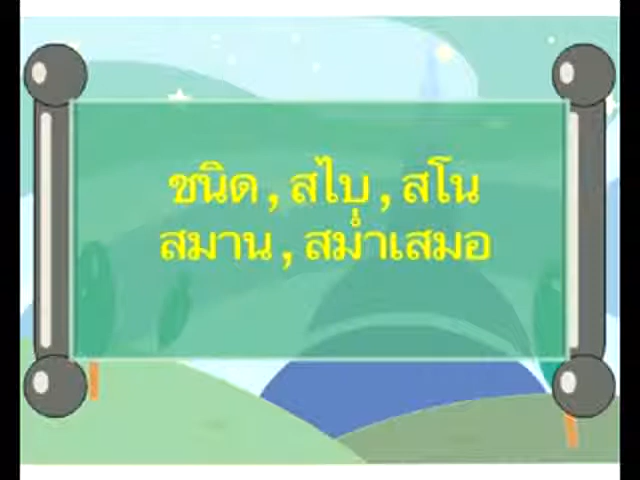 ชนิด , สไบ , สโน
สมาน , สม่ำเสมอ